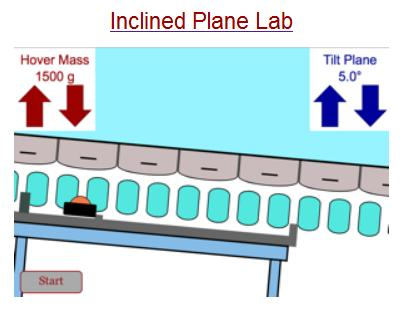 Inclined Plane Lab
Hover Mass
1500 g
Tilt Plane
5.0°
Start